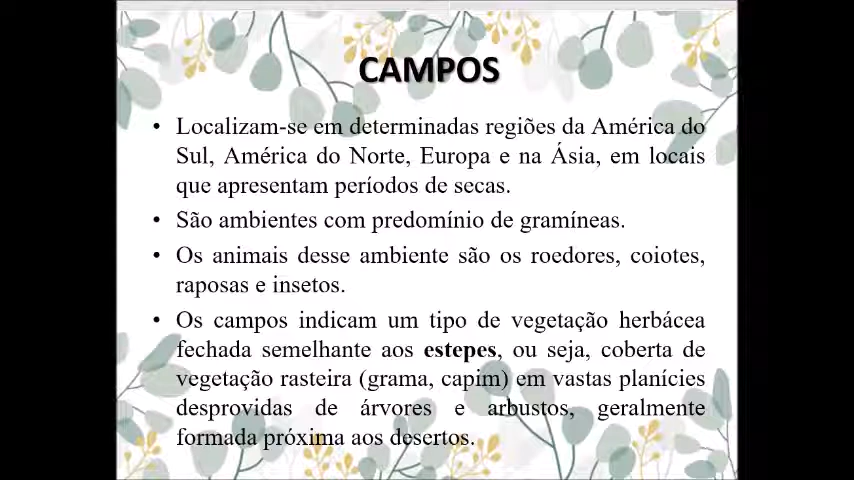 CAMPOS
• Localizam-se em determinadas regiões da América do
Sul, América do Norte, Europa e na Ásia, em locais
que apresentam períodos de secas.
• São ambientes com predomínio de gramíneas.
• Os animais desse ambiente são os roedores, coiotes,
raposas e insetos.
• Os campos indicam um tipo de vegetação herbácea
fechada semelhante aos estepes, ou seja, coberta de
vegetação rasteira (grama, capim) em vastas planícies
desprovidas de árvores e arbustos, geralmente
formada próxima aos desertos.